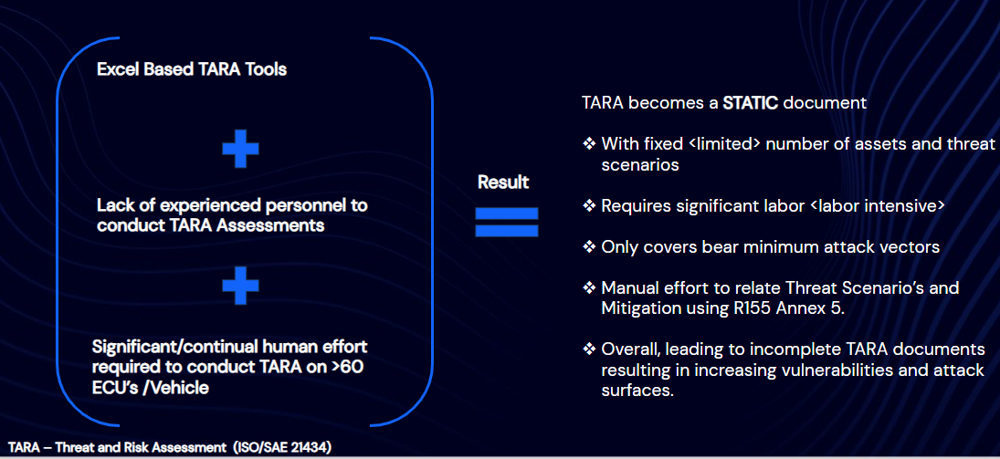 Excel Based TARA Tools
Lack of experienced personnel to
conduct TARA Assessments
Significant/continual human effort
required to conduct TARA on >60
ECU's /Vehicle
Result
TARA becomes a STATIC document
❖ With fixed <limited> number of assets and threat
scenarios
❖ Requires significant labor <labor intensive>
❖ Only covers bear minimum attack vectors
❖ Manual effort to relate Threat Scenario's and
Mitigation using R155 Annex 5.
❖ Overall, leading to incomplete TARA documents
resulting in increasing vulnerabilities and attack
surfaces.
TARA – Threat and Risk Assessment (ISO/SAE 21434)